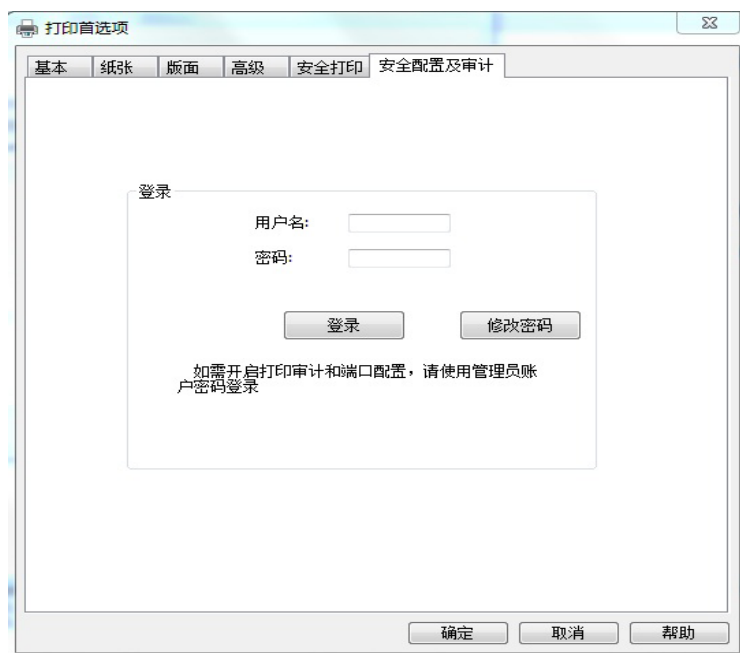 打印首选项
基本 纸张 版面 高级 安全打印 安全配置及审计
登录
用户名:
密码:
登录 修改密码
如需开启打印审计和端口配置，请使用管理员账
户密码登录
确定 取消 帮助